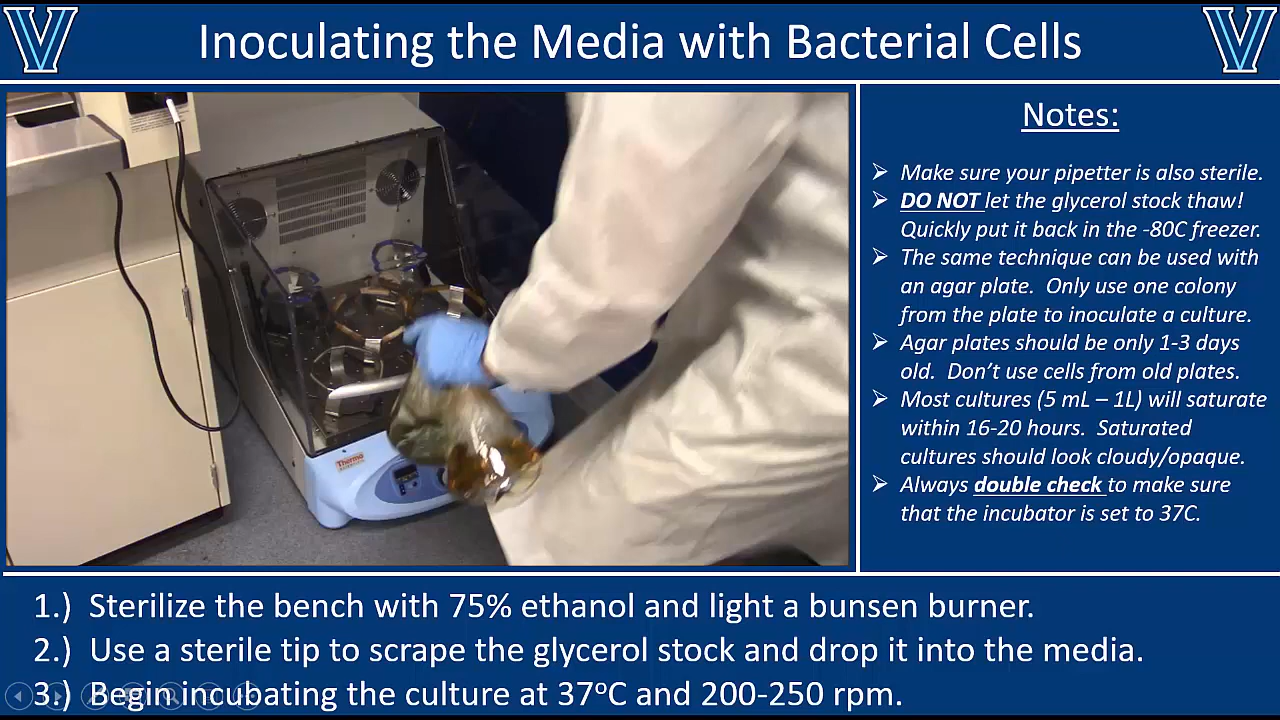 Inoculating the Media with Bacterial Cells
Notes:
➢ Make sure your pipetter is also sterile.
➢ DO NOT let the glycerol stock thaw!
Quickly put it back in the -80C freezer.
➢ The same technique can be used with
an agar plate. Only use one colony
from the plate to inoculate a culture.
➢ Agar plates should be only 1-3 days
old. Don’t use cells from old plates.
➢ Most cultures (5 mL – 1L) will saturate
within 16-20 hours. Saturated
cultures should look cloudy/opaque.
➢ Always double check to make sure
that the incubator is set to 37C.
Thermo
1.) Sterilize the bench with 75% ethanol and light a bunsen burner.
2.) Use a sterile tip to scrape the glycerol stock and drop it into the media.
3.) Begin incubating the culture at 37ºC and 200-250 rpm.